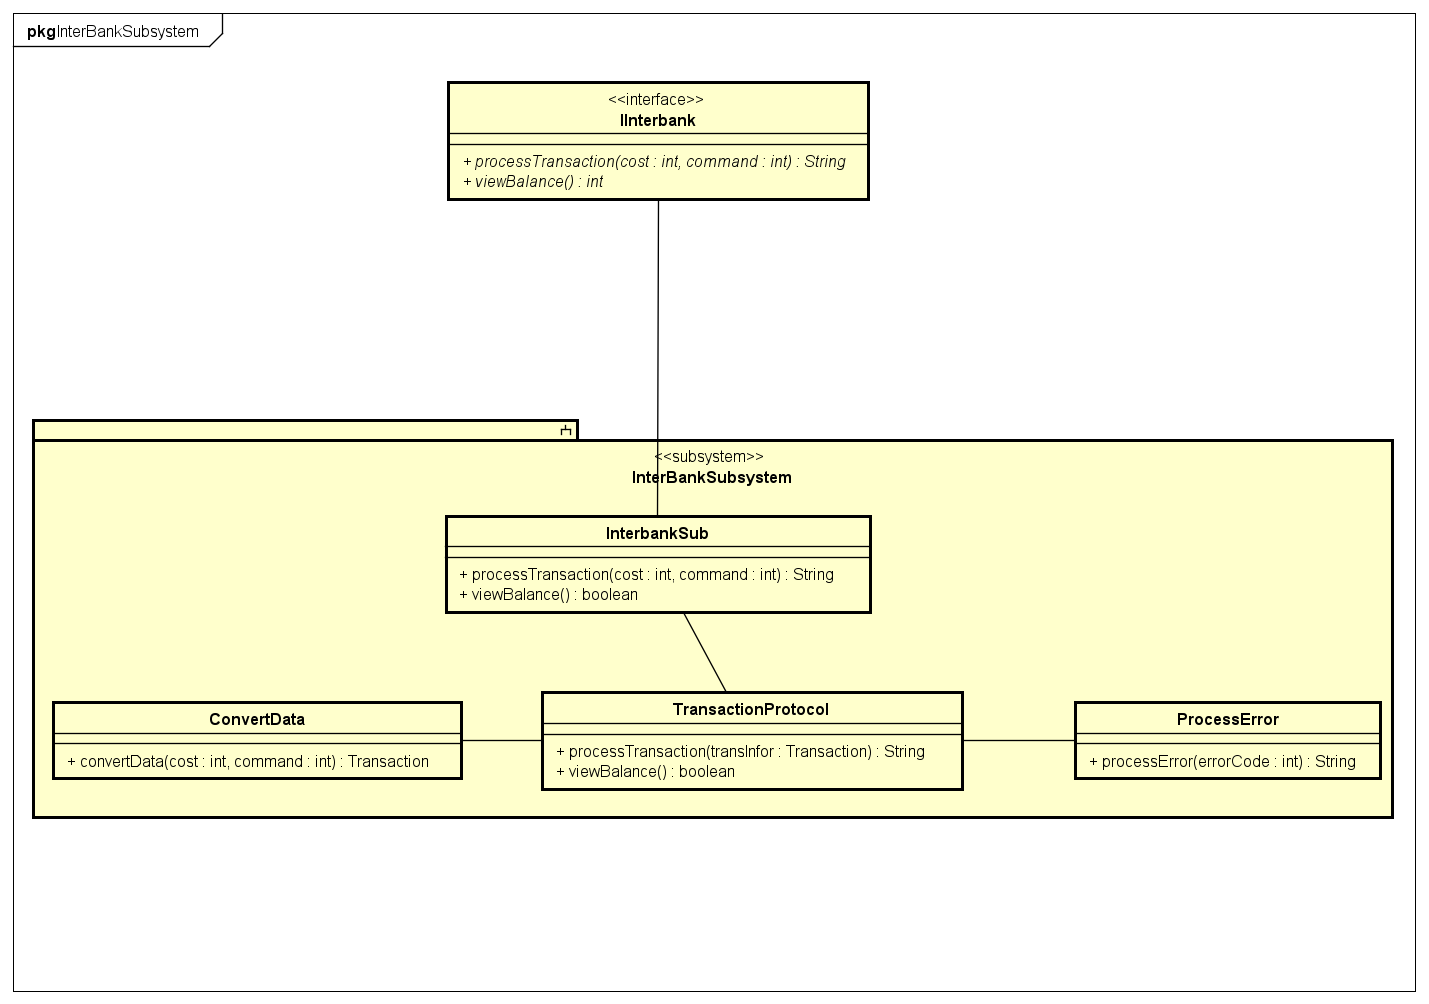 pkgInterBankSubsystem
<<interface>>
IInterbank
+ processTransaction(cost : int, command : int) : String
+ viewBalance() : int
<<subsystem>>
InterBankSubsystem
InterbankSub
+ processTransaction(cost : int, command : int) : String
+ viewBalance() : boolean
ConvertData
+ convertData(cost : int, command : int) : Transaction
TransactionProtocol
+ processTransaction(transInfor : Transaction) : String
+ viewBalance() : boolean
ProcessError
+ processError(errorCode : int) : String